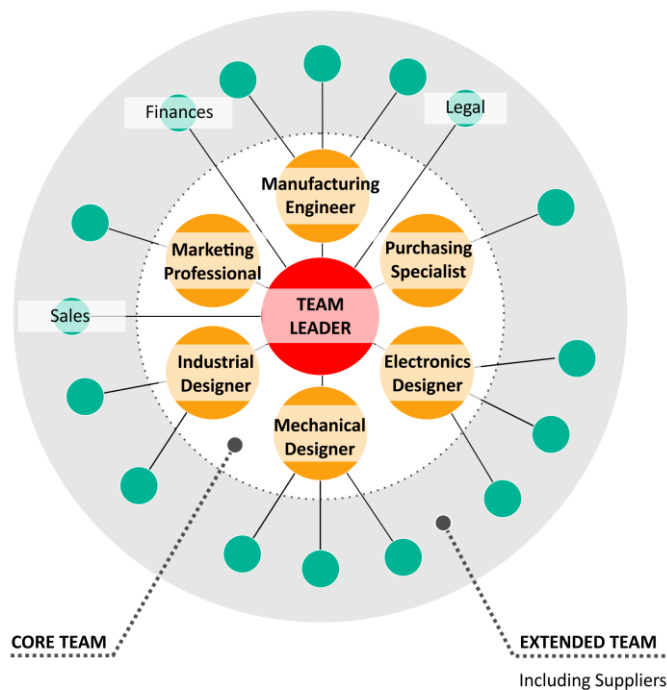 Finances
Legal
Manufacturing
Engineer
Marketing
Professional
Purchasing
Specialist
TEAM
LEADER
Sales
Industrial
Designer
Electronics
Designer
Mechanical
Designer
CORE TEAM
EXTENDED TEAM
Including Suppliers